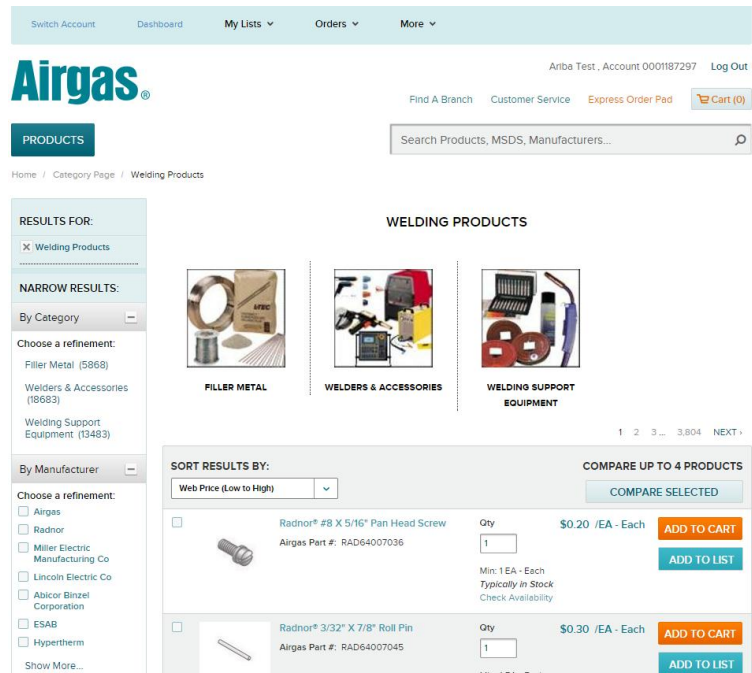 Switch Account Dashboard My Lists Orders More
Airgas®
Ariba Test , Account 0001187297 Log Out
Find A Branch Customer Service Express Order Pad Cart (0)
PRODUCTS
Search Products, MSDS, Manufacturers...
Home / Category Page / Welding Products
RESULTS FOR:
Welding Products
NARROW RESULTS:
By Category
Choose a refinement:
Filler Metal (5868)
Welders & Accessories
(18683)
Welding Support
Equipment (13483)
By Manufacturer
Choose a refinement:
Airgas
Radnor
Miller Electric
Manufacturing Co
Lincoln Electric Co
Abicor Binzel
Corporation
ESAB
Hypertherm
Show More...
WELDING PRODUCTS
FILLER METAL
WELDERS & ACCESSORIES
WELDING SUPPORT
EQUIPMENT
1 2 3 ... 3,804 NEXT ›
SORT RESULTS BY:
Web Price (Low to High)
COMPARE UP TO 4 PRODUCTS
COMPARE SELECTED
Radnor® #8 X 5/16" Pan Head Screw
Airgas Part #: RAD64007036
Qty
1
Min: 1 EA - Each
Typically in Stock
Check Availability
$0.20 /EA - Each
ADD TO CART
ADD TO LIST
Radnor® 3/32" X 7/8" Roll Pin
Airgas Part #: RAD64007045
Qty
1
$0.30 /EA - Each
ADD TO CART
ADD TO LIST